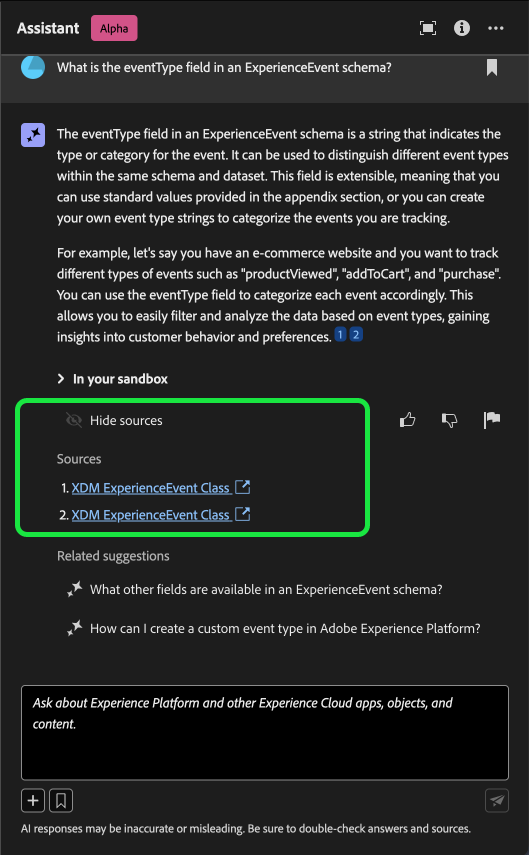 Assistant Alpha
What is the eventType field in an ExperienceEvent schema?
The eventType field in an ExperienceEvent schema is a string that indicates the
type or category for the event. It can be used to distinguish different event types
within the same schema and dataset. This field is extensible, meaning that you
can use standard values provided in the appendix section, or you can create
your own event type strings to categorize the events you are tracking.
For example, let's say you have an e-commerce website and you want to track
different types of events such as "productViewed", "addToCart", and "purchase".
You can use the eventType field to categorize each event accordingly. This
allows you to easily filter and analyze the data based on event types, gaining
insights into customer behavior and preferences. 1 2
In your sandbox
Hide sources
Sources
1. XDM ExperienceEvent Class
2. XDM ExperienceEvent Class
Related suggestions
What other fields are available in an ExperienceEvent schema?
How can I create a custom event type in Adobe Experience Platform?
Ask about Experience Platform and other Experience Cloud apps, objects, and
content.
AI responses may be inaccurate or misleading. Be sure to double-check answers and sources.